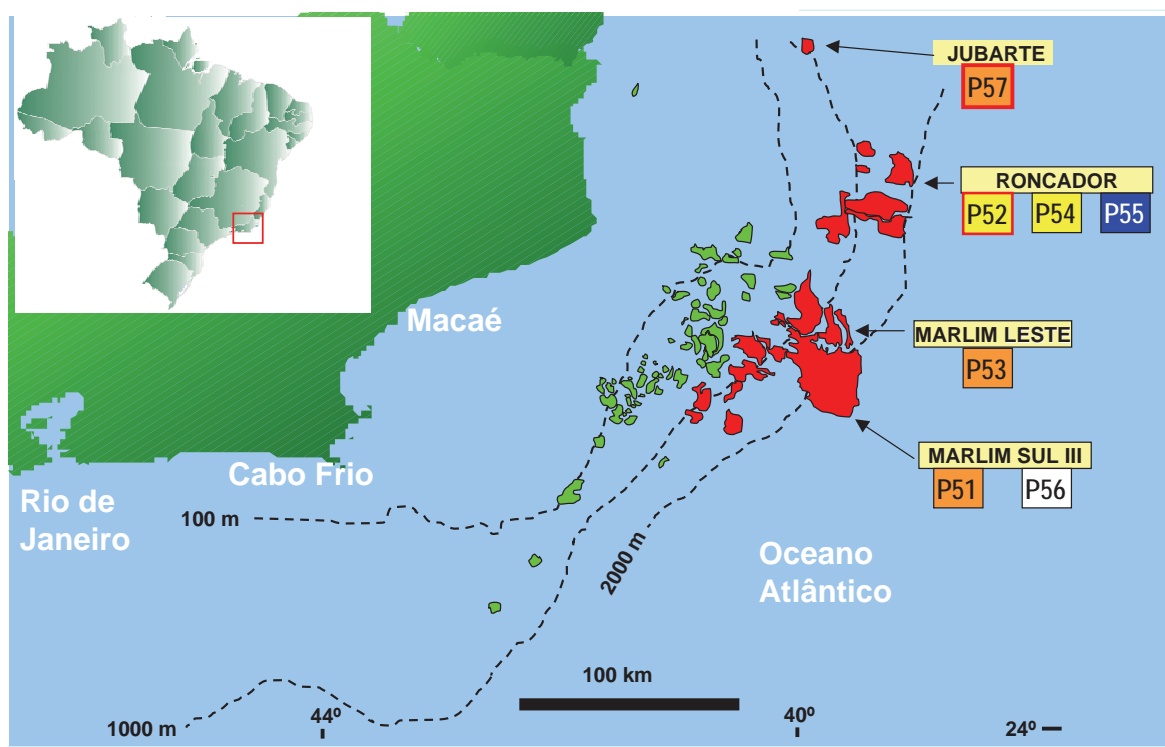 JUBARTE
P57
RONCADOR
P52 P54 P55
Macaé
MARLIM LESTE
P53
MARLIM SUL III
P51 P56
Cabo Frio
Rio de
Janeiro
100 m
2000 m
Oceano
Atlântico
100 km
1000 m
44º
40º
24º